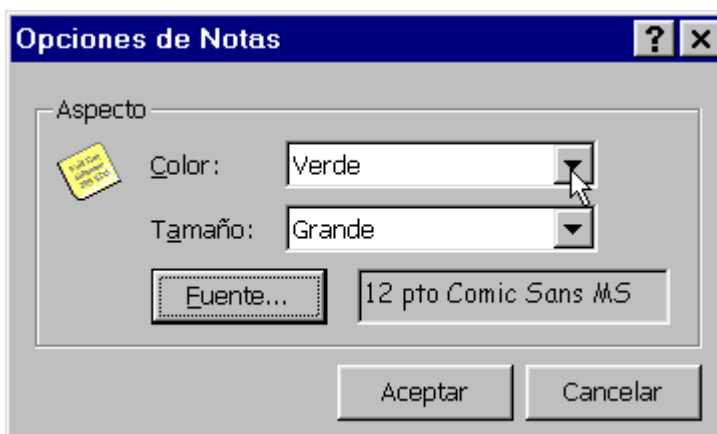 Opciones de Notas
Aspecto
Color: Verde
Tamaño: Grande
Fuente... 12 pto Comic Sans MS
Aceptar Cancelar